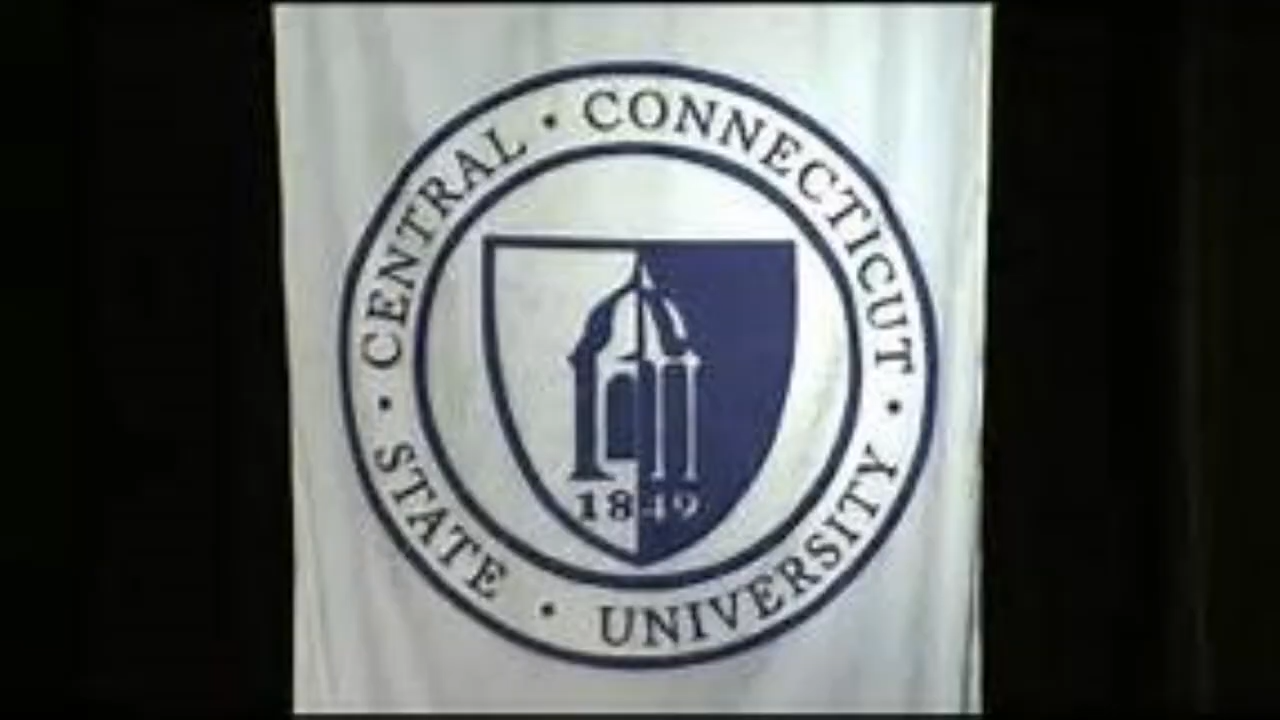 CENTRAL • CONNECTICUT • STATE • UNIVERSITY •
1849